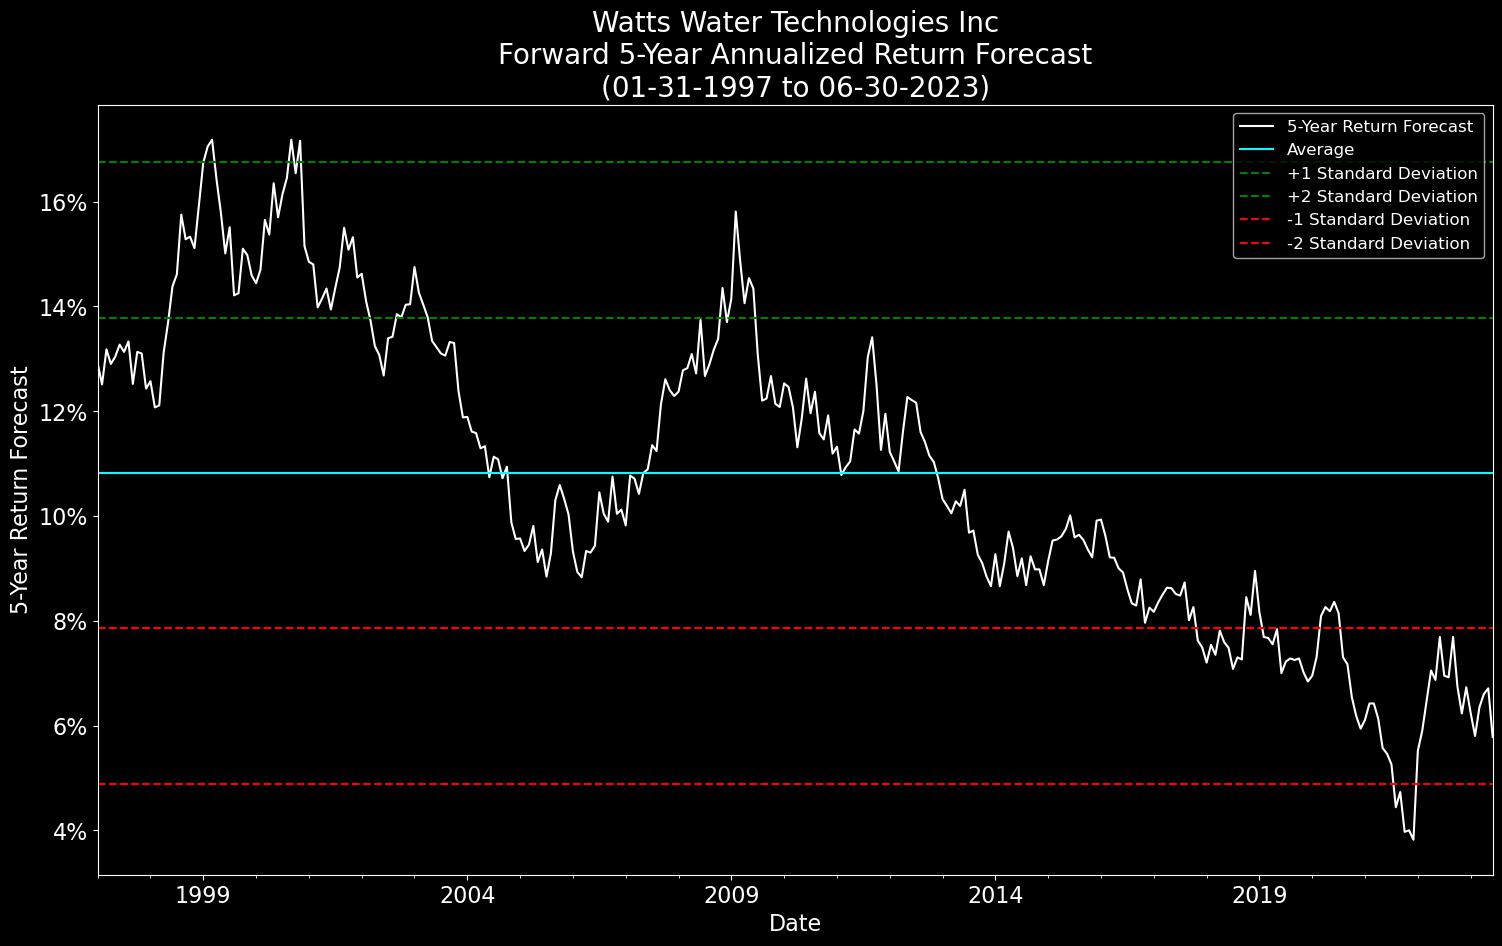 Watts Water Technologies Inc
Forward 5-Year Annualized Return Forecast
(01-31-1997 to 06-30-2023)
5-Year Return Forecast
Average
+1 Standard Deviation
+2 Standard Deviation
-1 Standard Deviation
-2 Standard Deviation
16%
14%
12%
10%
8%
6%
4%
5-Year Return Forecast
1999
2004
2009
2014
2019
Date